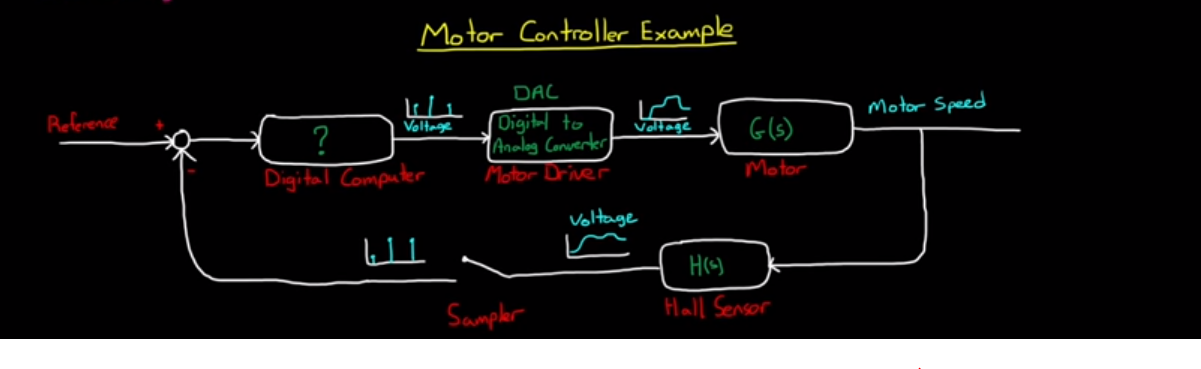 Motor Controller Example
Reference
+
-
?
Digital Computer
Voltage
DAC
Digital to
Analog Converter
Motor Driver
Voltage
G(s)
Motor
Motor Speed
Voltage
H(s)
Hall Sensor
Sampler